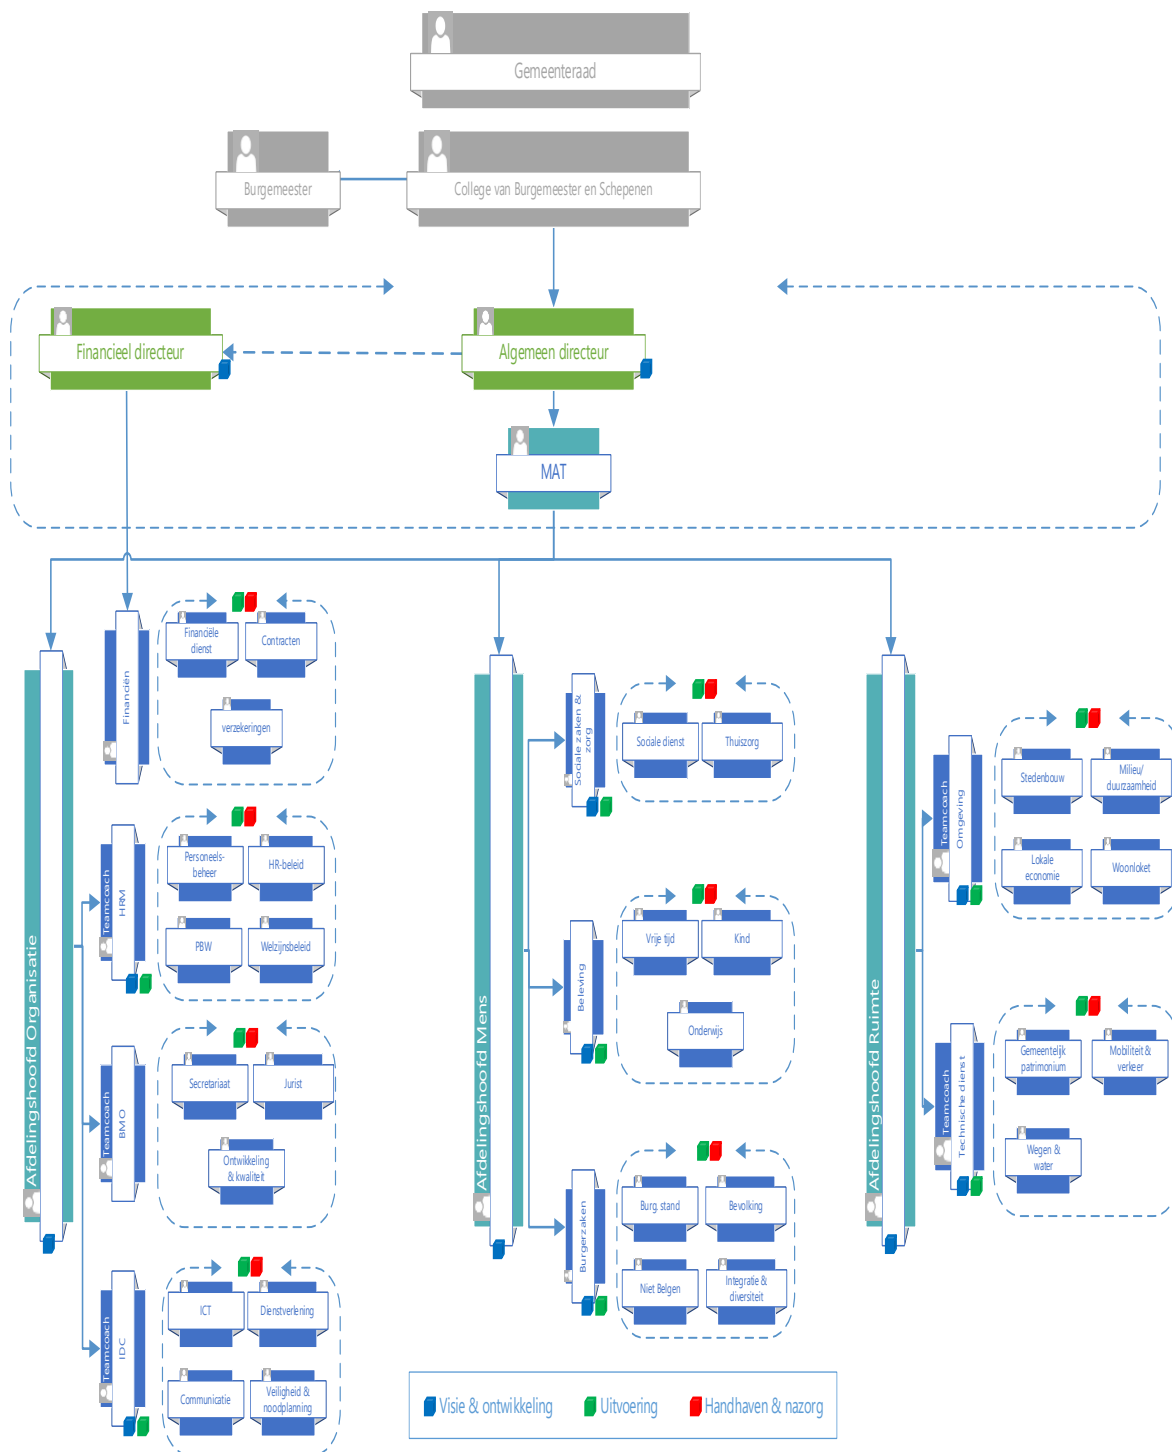 Gemeenteraad
Burgemeester
College van Burgemeester en Schepenen
Financieel directeur
Algemeen directeur
MAT
Afdelingshoofd Organisatie
Financiën
Financiële
dienst
Contracten
verzekeringen
Teamcoach
HRM
Personeels-
beheer
HR-beleid
PBW
Welzijnsbeleid
Teamcoach
BMO
Secretariaat
Jurist
Ontwikkeling
& kwaliteit
Teamcoach
IDC
ICT
Dienstverlening
Communicatie
Veiligheid &
noodplanning
Afdelingshoofd Mens
Sociale zaken &
zorg
Sociale dienst
Thuiszorg
Beleving
Vrije tijd
Kind
Onderwijs
Burgerzaken
Burg. stand
Bevolking
Niet Belgen
Integratie &
diversiteit
Afdelingshoofd Ruimte
Teamcoach
Omgeving
Stedenbouw
Milieu/
duurzaamheid
Lokale
economie
Woonloket
Teamcoach
Technische dienst
Gemeentelijk
patrimonium
Mobiliteit &
verkeer
Wegen &
water
Visie & ontwikkeling
Uitvoering
Handhaven & nazorg